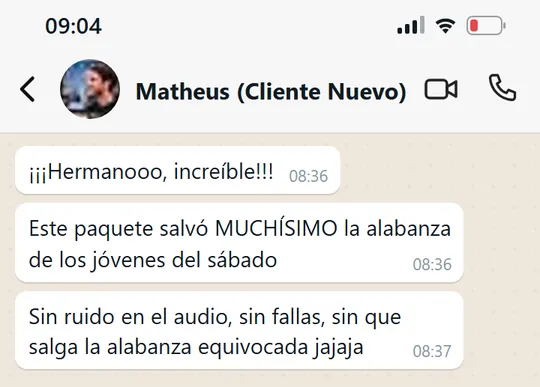 09:04
Matheus (Cliente Nuevo)
¡¡¡Hermanooo, increíble!!! 08:36
Este paquete salvó MUCHÍSIMO la alabanza
de los jóvenes del sábado 08:36
Sin ruido en el audio, sin fallas, sin que
salga la alabanza equivocada jajaja 08:37